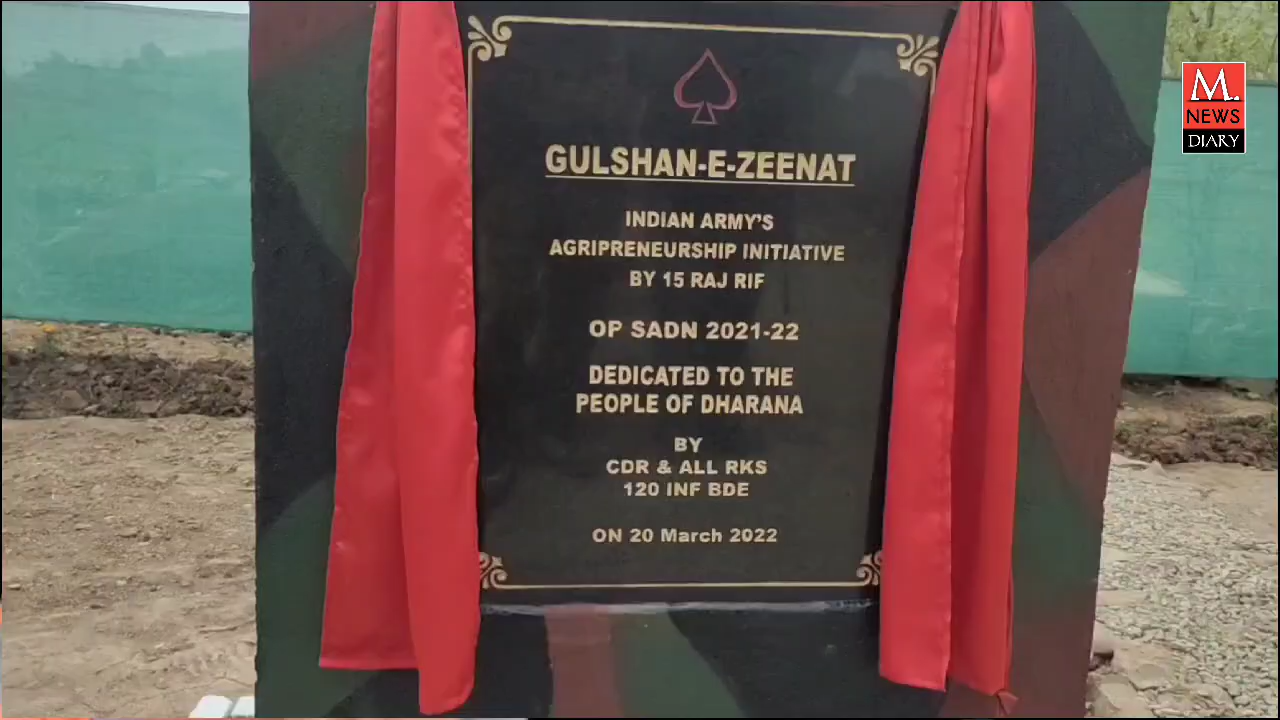 GULSHAN-E-ZEENAT
INDIAN ARMY'S
AGRIPRENEURSHIP INITIATIVE
BY 15 RAJ RIF
OP SADN 2021-22
DEDICATED TO THE
PEOPLE OF DHARANA
BY
CDR & ALL RKS
120 INF BDE
ON 20 March 2022
M.
NEWS
DIARY